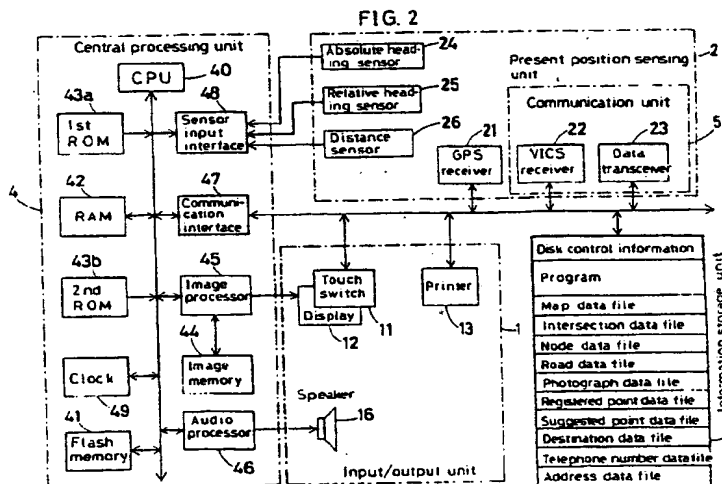 FIG. 2
Central processing unit
CPU
40
43a
1st ROM
48
Sensor input interface
42
RAM
47
Communi-
cation
interface
4
43b
2nd ROM
45
Image processor
44
Image memory
Clock
49
41
Flash memory
Audio processor
46
Absolute head-
ing sensor
24
Relative heading sensor
25
Distance sensor
26
Present position sensing unit
2
Communication unit
5
21
GPS receiver
22
VICS receiver
23
Data transceiver
Touch switch
Display
12
11
Printer
13
1
Speaker
16
Input/output unit
Disk control information
Program
Map data file
Intersection data file
Node data file
Road data file
Photograph data file
Registered point data file
Suggested point data file
Destination data file
Telephone number data file
Address data file
Information storage unit